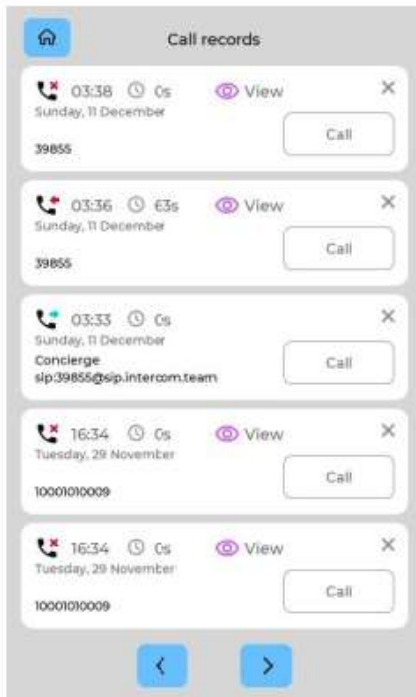 Call records
03:38 0s View
Sunday, 11 December
Call
39855
03:36 63s View
Sunday, 11 December
Call
39855
03:33 0s
Sunday, 11 December
Concierge
Call
sip:39855@sip.intercom.team
16:34 0s View
Tuesday, 29 November
Call
10001010009
16:34 0s View
Tuesday, 29 November
Call
10001010009